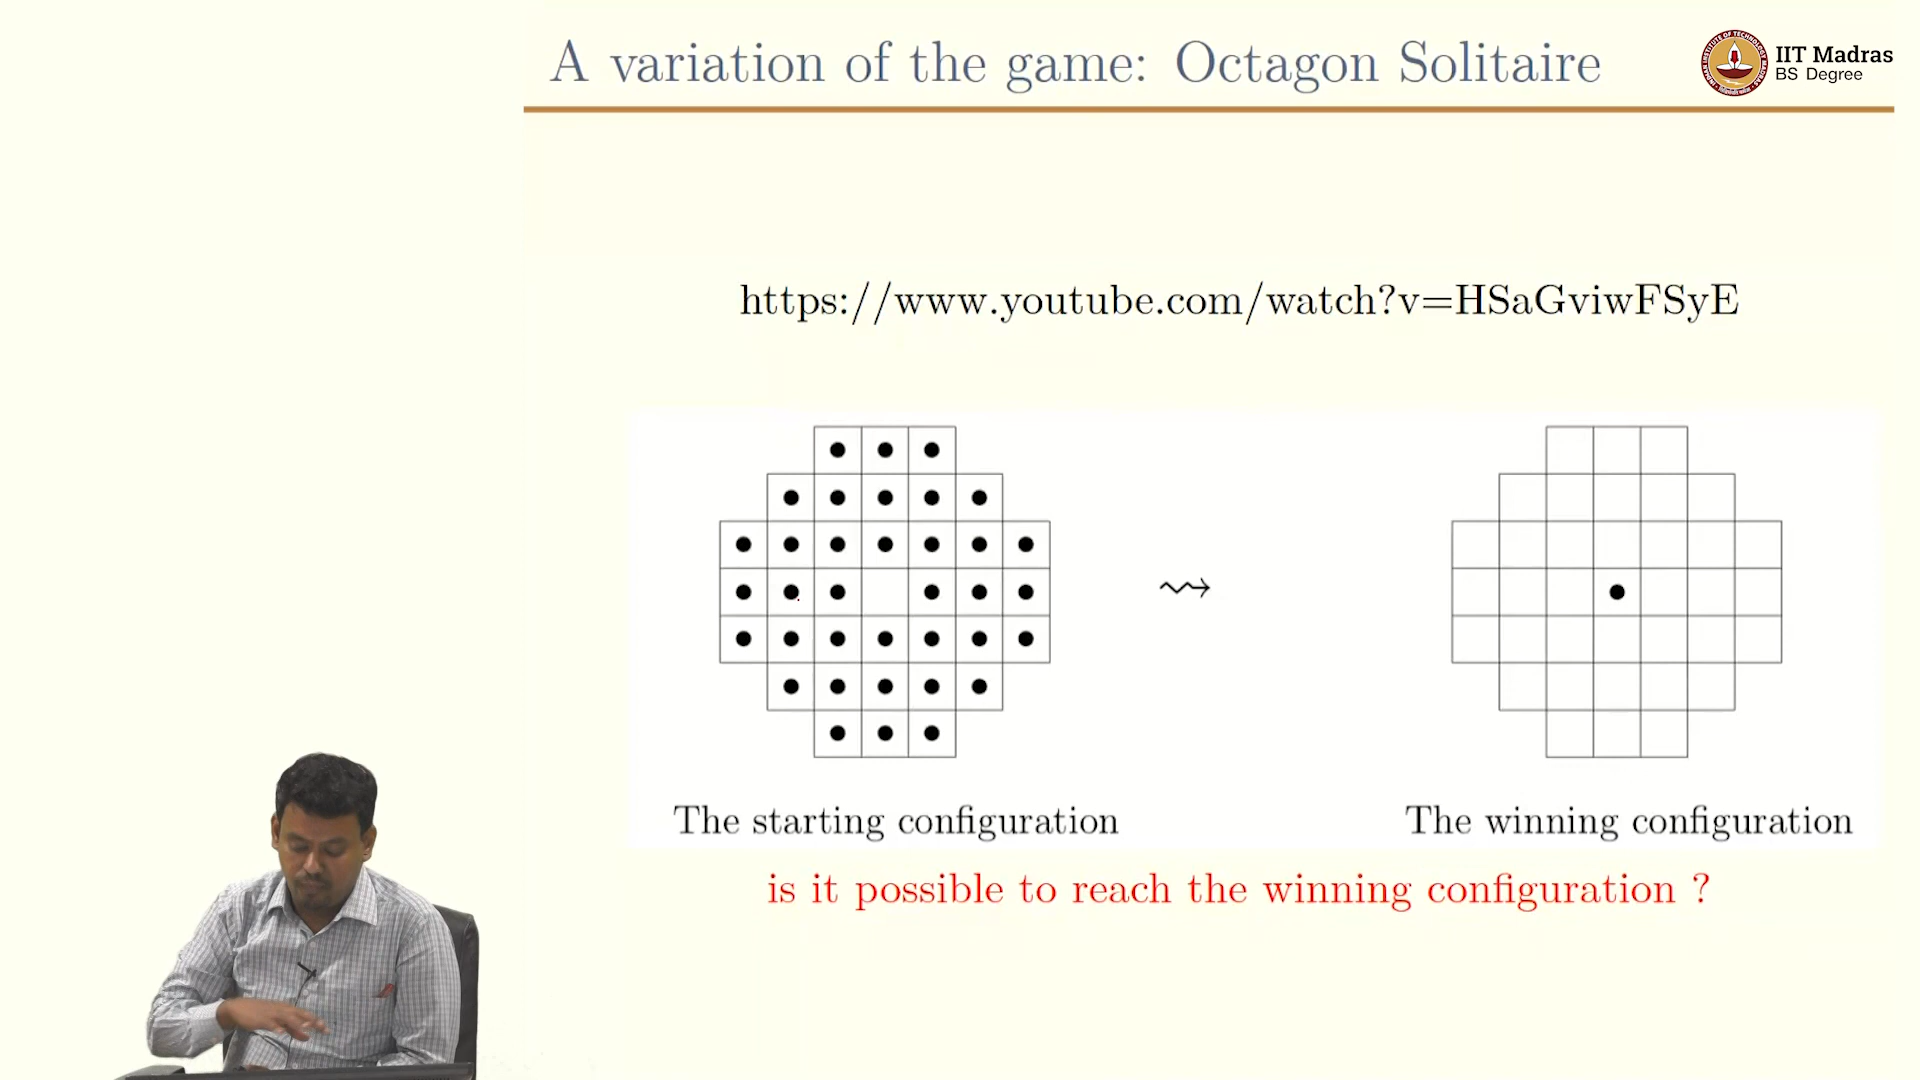 A variation of the game: Octagon Solitaire
IIT Madras
BS Degree
https://www.youtube.com/watch?v=HSaGviwFSyE
The starting configuration
The winning configuration
is it possible to reach the winning configuration ?